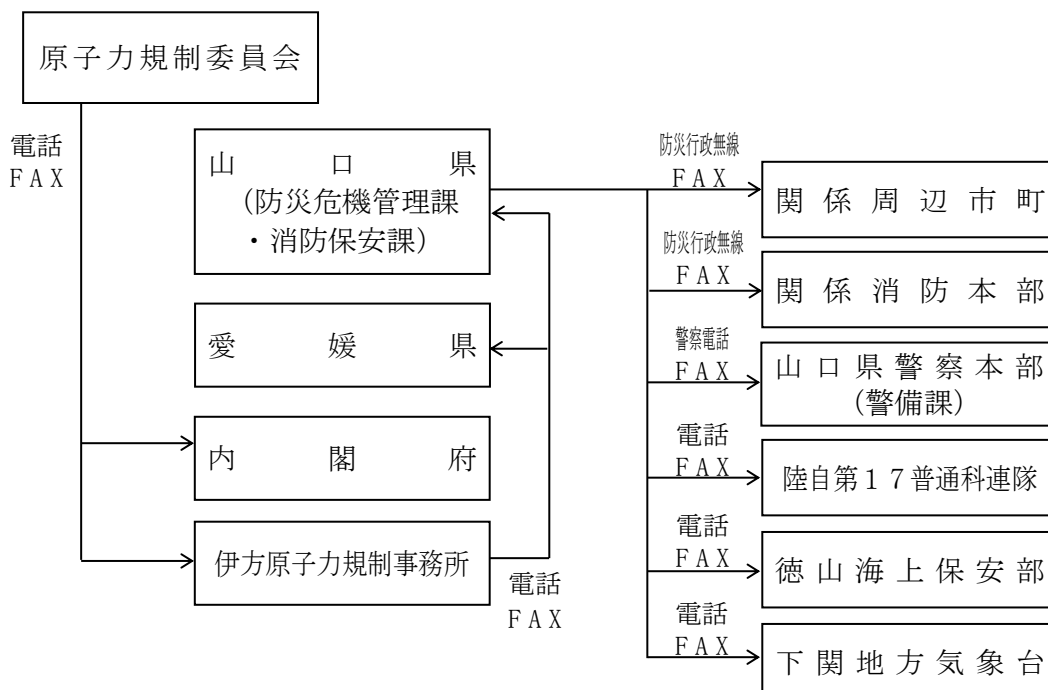 原子力規制委員会
電話
FAX
山口県
(防災危機管理課
・消防保安課)
愛媛県
内閣府
伊方原子力規制事務所
電話
FAX
防災行政無線
FAX
関係周辺市町
防災行政無線
FAX
関係消防本部
警察電話
FAX
山口県警察本部
(警備課)
電話
FAX
陸自第17普通科連隊
電話
FAX
徳山海上保安部
電話
FAX
下関地方気象台